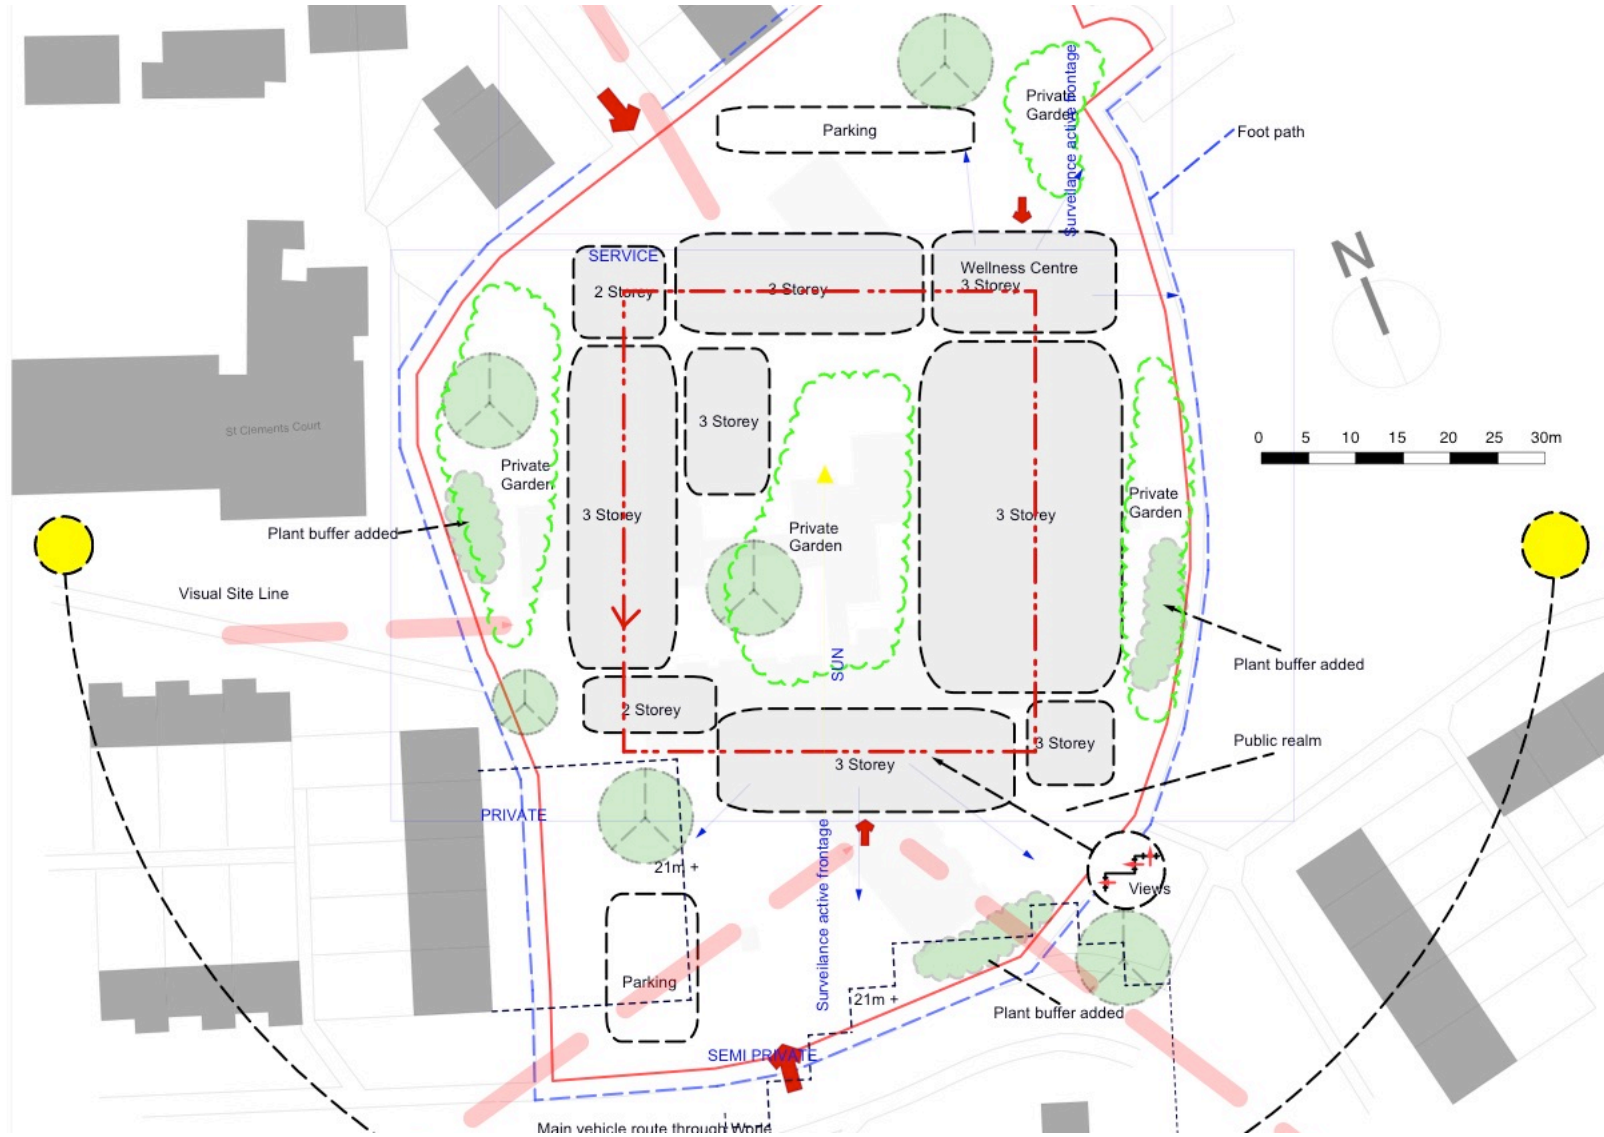 Parking
Private
Garden
Surveilance active frontage
Foot path
N
SERVICE
2 Storey
3 Storey
Wellness Centre
3 Storey
0 5 10 15 20 25 30m
St Clements Court
3 Storey
Private
Garden
Private
Garden
3 Storey
3 Storey
Private
Garden
Plant buffer added
Visual Site Line
SUN
Plant buffer added
2 Storey
3 Storey
3 Storey
Public realm
PRIVATE
21m +
Surveilance active frontage
Views
Parking
21m +
Plant buffer added
SEMI PRIVATE
Main vehicle route through Worle